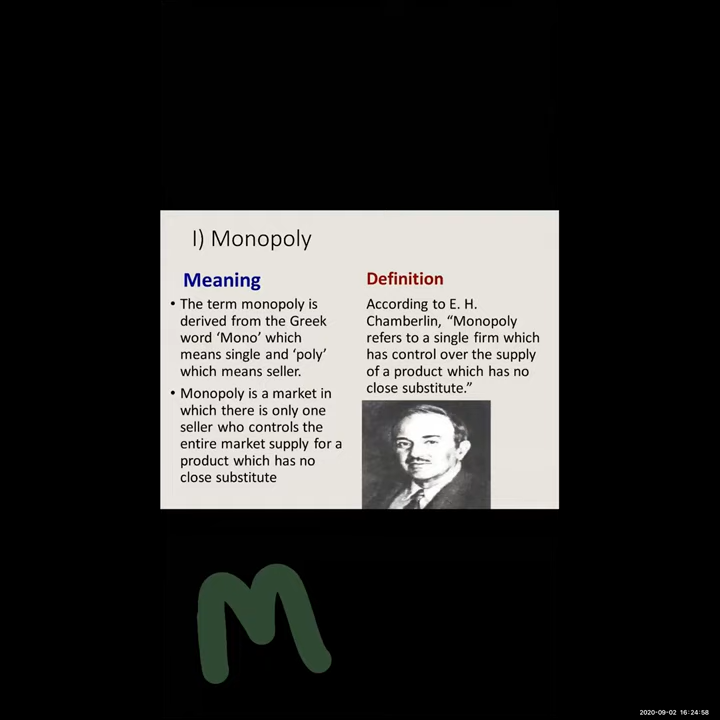 I) Monopoly
Meaning
• The term monopoly is
derived from the Greek
word ‘Mono’ which
means single and ‘poly’
which means seller.
• Monopoly is a market in
which there is only one
seller who controls the
entire market supply for a
product which has no
close substitute
Definition
According to E. H.
Chamberlin, “Monopoly
refers to a single firm which
has control over the supply
of a product which has no
close substitute.”
M
2020-09-02 16:24:58